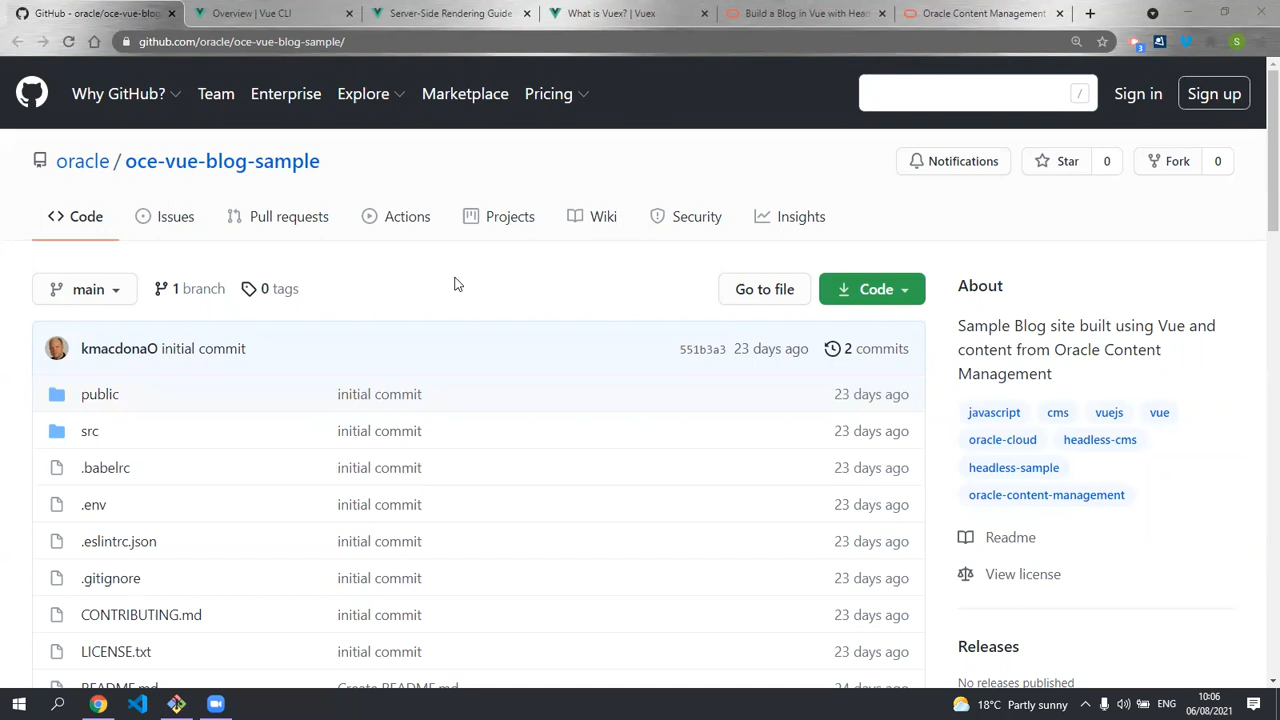 GitHub - oracle/oce-vue-blog-
Overview | Vue CLI
Server-Side Rendering Guide
What is Vuex? | Vuex
Build a Blog in Vue with Head
Oracle Content Management
github.com/oracle/oce-vue-blog-sample/
3
S
Why GitHub?
Team
Enterprise
Explore
Marketplace
Pricing
/
Sign in
Sign up
oracle / oce-vue-blog-sample
Notifications
Star 0
Fork 0
Code
Issues
Pull requests
Actions
Projects
Wiki
Security
Insights
main
1 branch
0 tags
Go to file
Code
kmacdonaO initial commit 551b3a3 23 days ago 2 commits
public initial commit 23 days ago
src initial commit 23 days ago
.babelrc initial commit 23 days ago
.env initial commit 23 days ago
.eslintrc.json initial commit 23 days ago
.gitignore initial commit 23 days ago
CONTRIBUTING.md initial commit 23 days ago
LICENSE.txt initial commit 23 days ago
README.md Create README.md 24 days ago
About
Sample Blog site built using Vue and
content from Oracle Content
Management
javascript cms vuejs vue
oracle-cloud headless-cms
headless-sample
oracle-content-management
Readme
View license
Releases
No releases published
18°C Partly sunny
ENG
10:06
06/08/2021